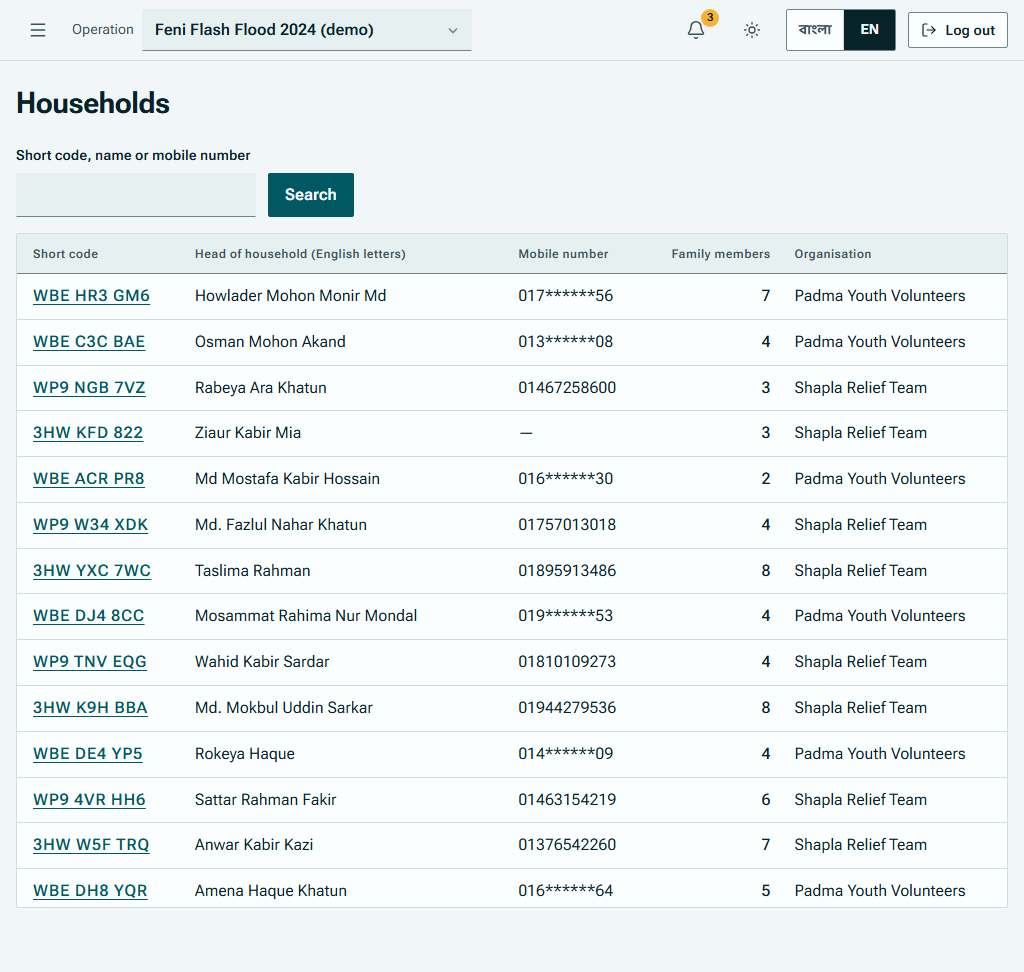 Operation Feni Flash Flood 2024 (demo) 3 বাংলা EN Log out
Households
Short code, name or mobile number
Search
Short code Head of household (English letters) Mobile number Family members Organisation
WBE HR3 GM6 Howlader Mohon Monir Md 017******56 7 Padma Youth Volunteers
WBE C3C BAE Osman Mohon Akand 013******08 4 Padma Youth Volunteers
WP9 NGB 7VZ Rabeya Ara Khatun 01467258600 3 Shapla Relief Team
3HW KFD 822 Ziaur Kabir Mia — 3 Shapla Relief Team
WBE ACR PR8 Md Mostafa Kabir Hossain 016******30 2 Padma Youth Volunteers
WP9 W34 XDK Md. Fazlul Nahar Khatun 01757013018 4 Shapla Relief Team
3HW YXC 7WC Taslima Rahman 01895913486 8 Shapla Relief Team
WBE DJ4 8CC Mosammat Rahima Nur Mondal 019******53 4 Padma Youth Volunteers
WP9 TNV EQG Wahid Kabir Sardar 01810109273 4 Shapla Relief Team
3HW K9H BBA Md. Mokbul Uddin Sarkar 01944279536 8 Shapla Relief Team
WBE DE4 YP5 Rokeya Haque 014******09 4 Padma Youth Volunteers
WP9 4VR HH6 Sattar Rahman Fakir 01463154219 6 Shapla Relief Team
3HW W5F TRQ Anwar Kabir Kazi 01376542260 7 Shapla Relief Team
WBE DH8 YQR Amena Haque Khatun 016******64 5 Padma Youth Volunteers